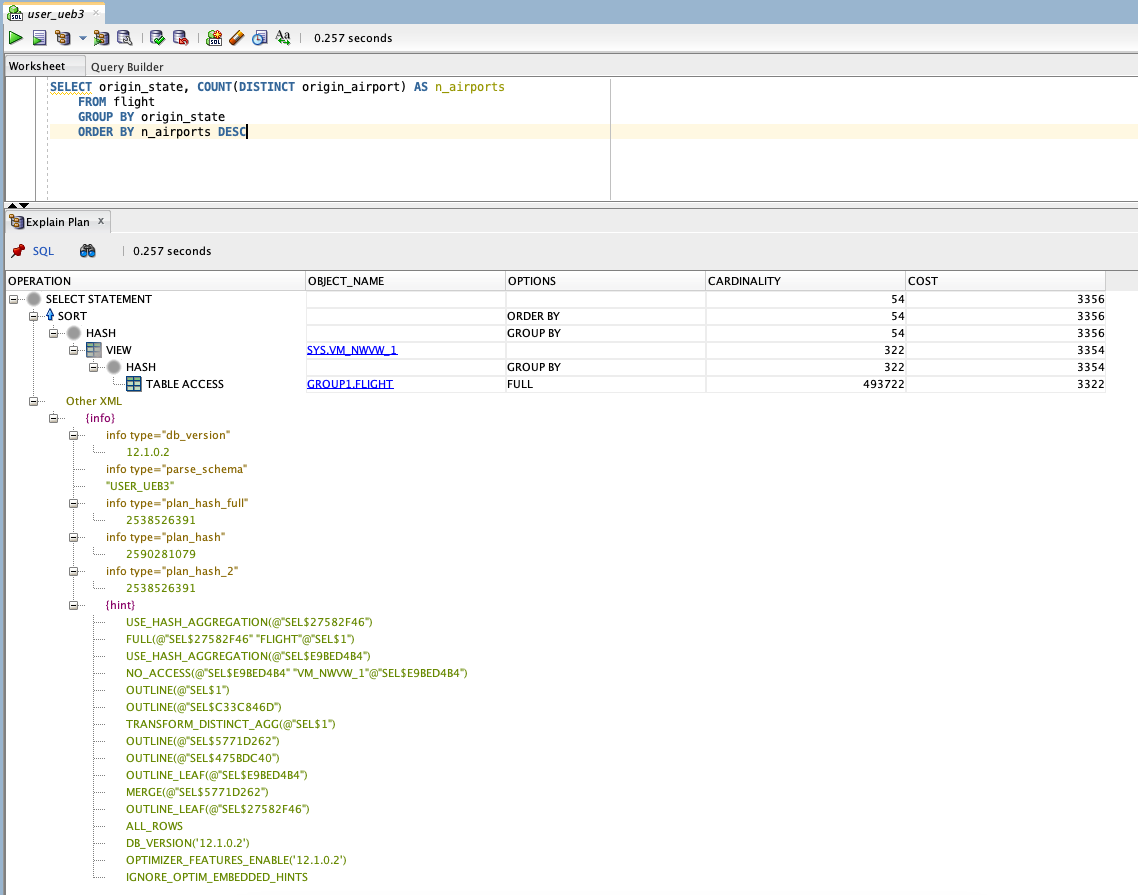 user_ueb3
0.257 seconds
Worksheet Query Builder
SELECT origin_state, COUNT(DISTINCT origin_airport) AS n_airports
FROM flight
GROUP BY origin_state
ORDER BY n_airports DESC
Explain Plan x
SQL 0.257 seconds
OPERATION OBJECT_NAME OPTIONS CARDINALITY COST
SELECT STATEMENT 54 3356
SORT ORDER BY 54 3356
HASH GROUP BY 54 3356
VIEW SYS.VM_NWVW_1 322 3354
HASH GROUP BY 322 3354
TABLE ACCESS GROUP1.FLIGHT FULL 493722 3322
Other XML
{info}
info type="db_version"
12.1.0.2
info type="parse_schema"
"USER_UEB3"
info type="plan_hash_full"
2538526391
info type="plan_hash"
2590281079
info type="plan_hash_2"
2538526391
{hint}
USE_HASH_AGGREGATION(@"SEL$27582F46")
FULL(@"SEL$27582F46" "FLIGHT"@"SEL$1")
USE_HASH_AGGREGATION(@"SEL$E9BED4B4")
NO_ACCESS(@"SEL$E9BED4B4" "VM_NWVW_1"@"SEL$E9BED4B4")
OUTLINE(@"SEL$1")
OUTLINE(@"SEL$C33C846D")
TRANSFORM_DISTINCT_AGG(@"SEL$1")
OUTLINE(@"SEL$5771D262")
OUTLINE(@"SEL$475BDC40")
OUTLINE_LEAF(@"SEL$E9BED4B4")
MERGE(@"SEL$5771D262")
OUTLINE_LEAF(@"SEL$27582F46")
ALL_ROWS
DB_VERSION('12.1.0.2')
OPTIMIZER_FEATURES_ENABLE('12.1.0.2')
IGNORE_OPTIM_EMBEDDED_HINTS